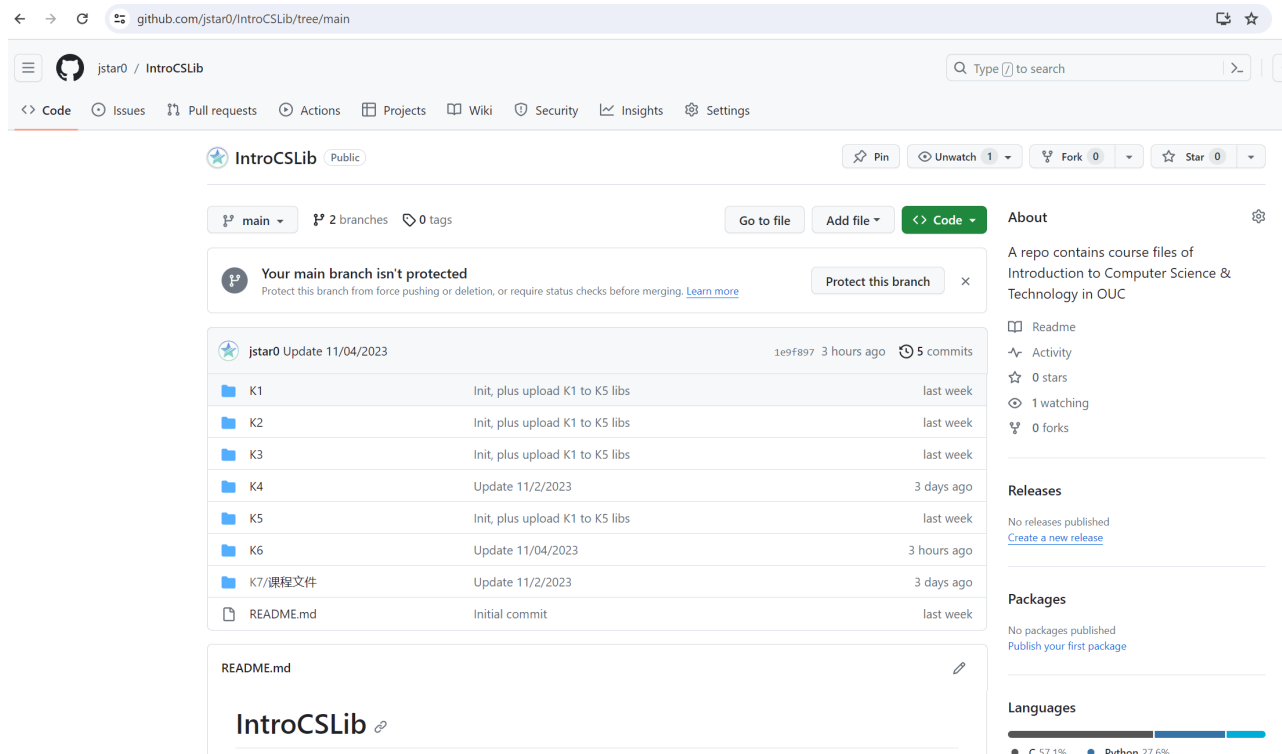 github.com/jstar0/IntroCSLib/tree/main
jstar0 / IntroCSLib
Type / to search
Code Issues Pull requests Actions Projects Wiki Security Insights Settings
IntroCSLib Public
Pin Unwatch 1 Fork 0 Star 0
main 2 branches 0 tags Go to file Add file Code
Your main branch isn't protected
Protect this branch from force pushing or deletion, or require status checks before merging. Learn more
Protect this branch
jstar0 Update 11/04/2023 1e9f897 3 hours ago 5 commits
K1 Init, plus upload K1 to K5 libs last week
K2 Init, plus upload K1 to K5 libs last week
K3 Init, plus upload K1 to K5 libs last week
K4 Update 11/2/2023 3 days ago
K5 Init, plus upload K1 to K5 libs last week
K6 Update 11/04/2023 3 hours ago
K7/课程文件 Update 11/2/2023 3 days ago
README.md Initial commit last week
README.md
IntroCSLib
About
A repo contains course files of
Introduction to Computer Science &
Technology in OUC
Readme
Activity
0 stars
1 watching
0 forks
Releases
No releases published
Create a new release
Packages
No packages published
Publish your first package
Languages
C 57.1% Python 27.6%